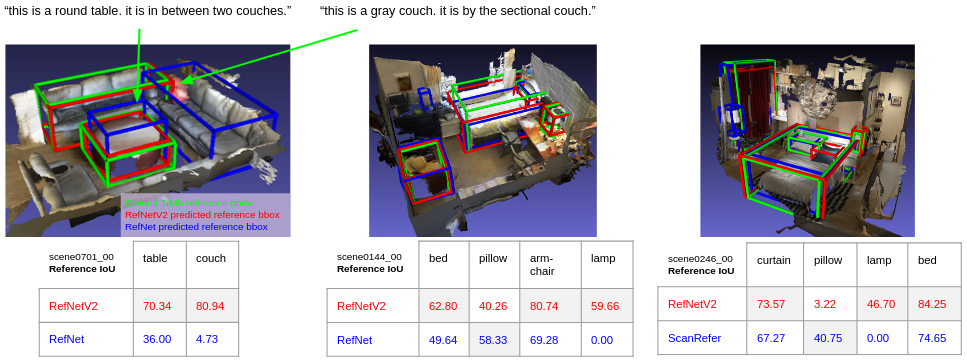 “this is a round table. it is in between two couches.”
“this is a gray couch. it is by the sectional couch.”
RefNetV2 predicted reference bbox
RefNet predicted reference bbox
scene0701_00
Reference IoU
table
couch
RefNetV2
70.34
80.94
RefNet
36.00
4.73
scene0144_00
Reference IoU
bed
pillow
arm-
chair
lamp
RefNetV2
62.80
40.26
80.74
59.66
RefNet
49.64
58.33
69.28
0.00
scene0246_00
Reference IoU
curtain
pillow
lamp
bed
RefNetV2
73.57
3.22
46.70
84.25
ScanRefer
67.27
40.75
0.00
74.65